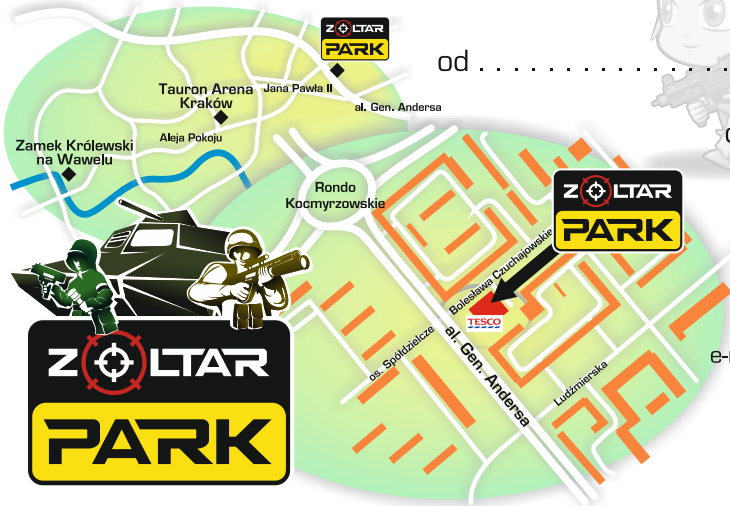 ZOLTAR
PARK
od . . . . . . . . . . . . . . . . . .
Tauron Arena
Kraków
Jana Pawła II
al. Gen. Andersa
Aleja Pokoju
Zamek Królewski
na Wawelu
Rondo
Kocmyrzowskie
ZOLTAR
PARK
Bolesława Czuchajowskie
TESCO
os. Spółdzielcze
al. Gen. Andersa
Ludźmierska
ZOLTAR
PARK